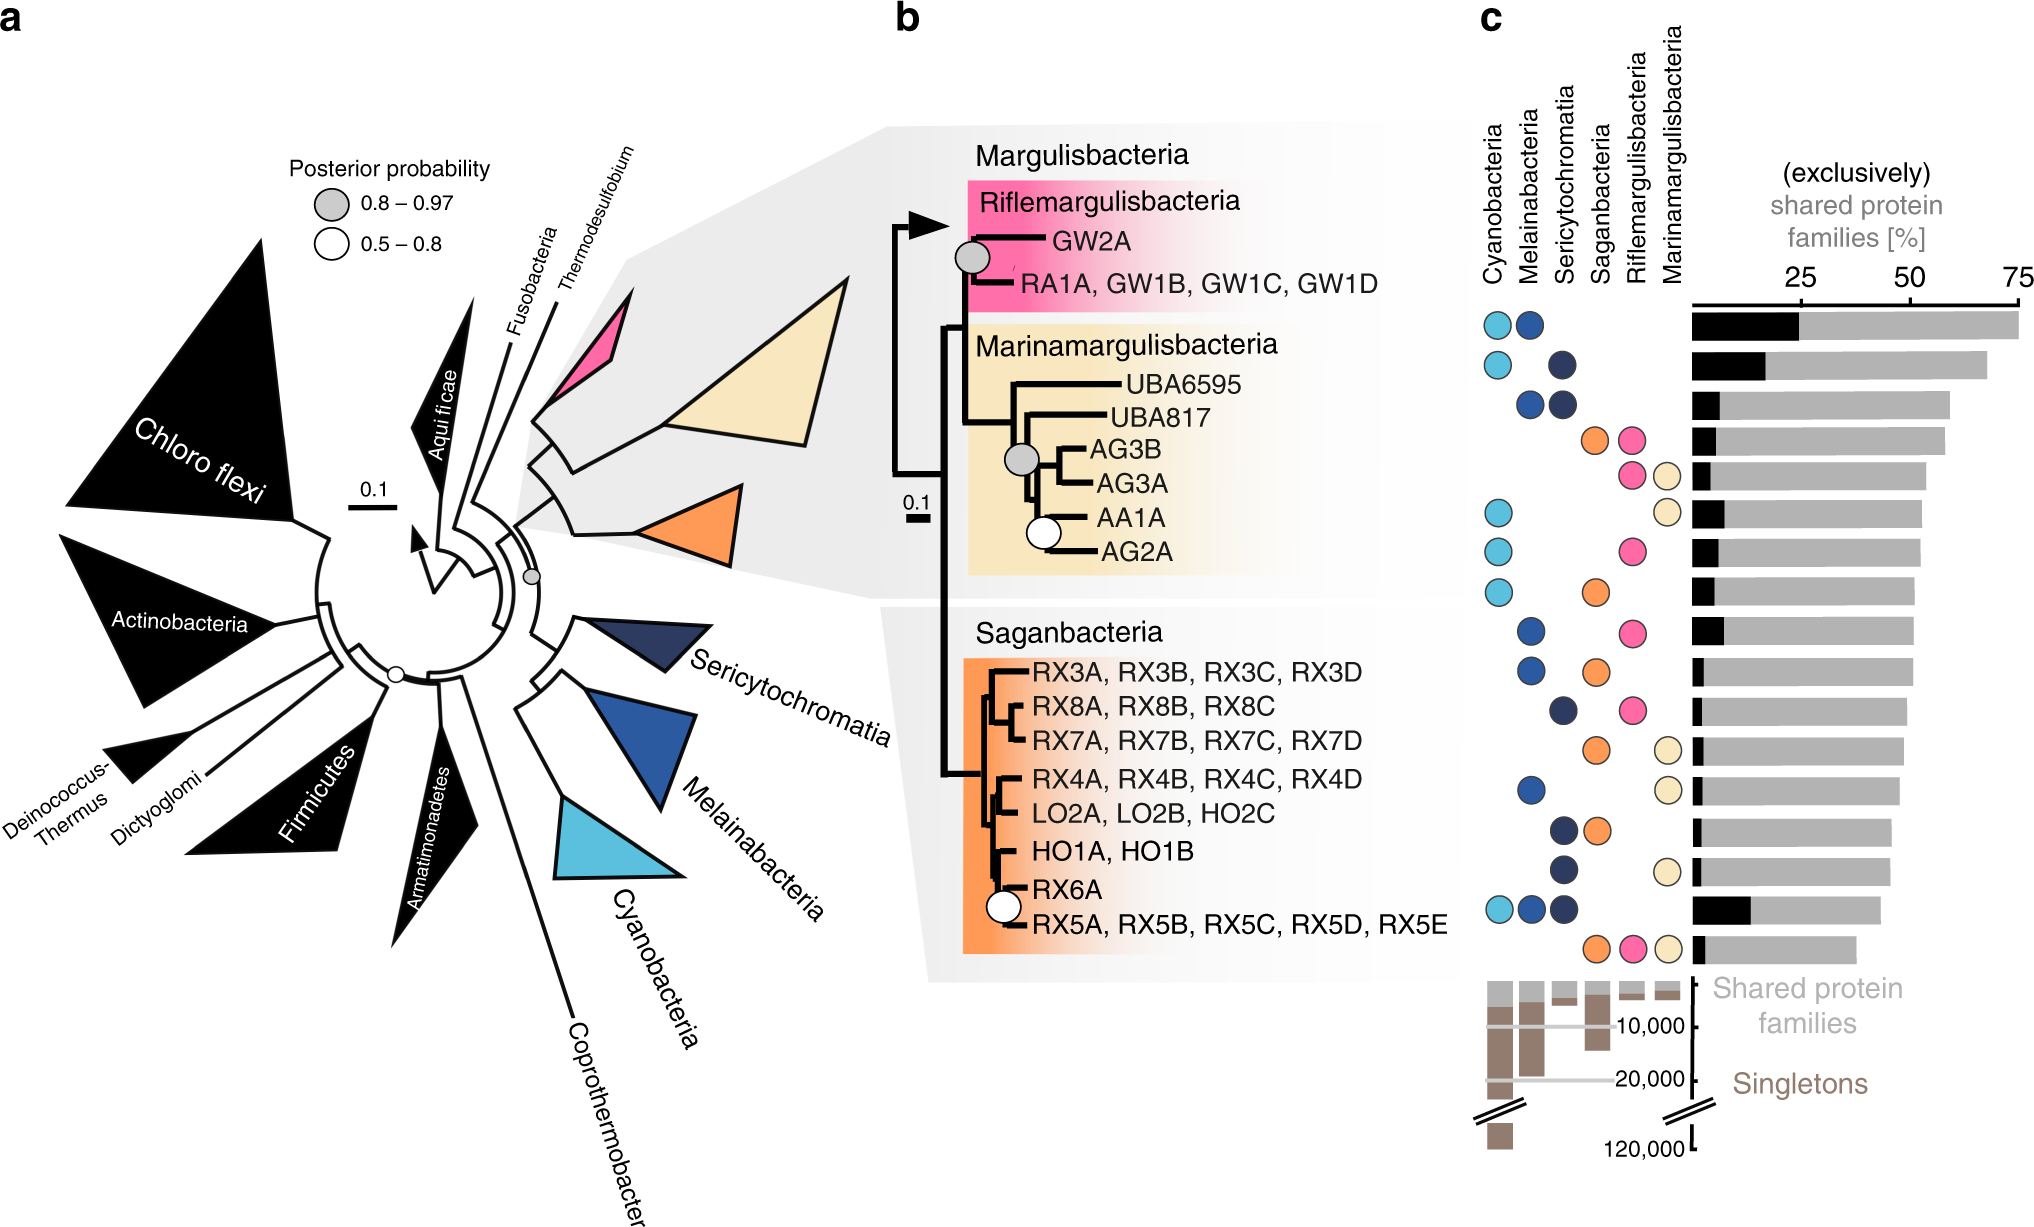 a
b
c
Posterior probability
0.8 – 0.97
0.5 – 0.8
Fusobacteria
Thermodesulfobium
Aqui ficae
Chloro flexi
0.1
Actinobacteria
Deinococcus-
Thermus
Dictyoglomi
Firmicutes
Armatimonadetes
Coprothermobacter
Cyanobacteria
Melainabacteria
Sericytochromatia
Margulisbacteria
Riflemargulisbacteria
GW2A
RA1A, GW1B, GW1C, GW1D
Marinamargulisbacteria
UBA6595
UBA817
AG3B
AG3A
AA1A
AG2A
0.1
Saganbacteria
RX3A, RX3B, RX3C, RX3D
RX8A, RX8B, RX8C
RX7A, RX7B, RX7C, RX7D
RX4A, RX4B, RX4C, RX4D
LO2A, LO2B, HO2C
HO1A, HO1B
RX6A
RX5A, RX5B, RX5C, RX5D, RX5E
Cyanobacteria
Melainabacteria
Sericytochromatia
Saganbacteria
Riflemargulisbacteria
Marinamargulisbacteria
(exclusively)
shared protein
families [%]
25 50 75
Shared protein
families
10,000
20,000
Singletons
120,000